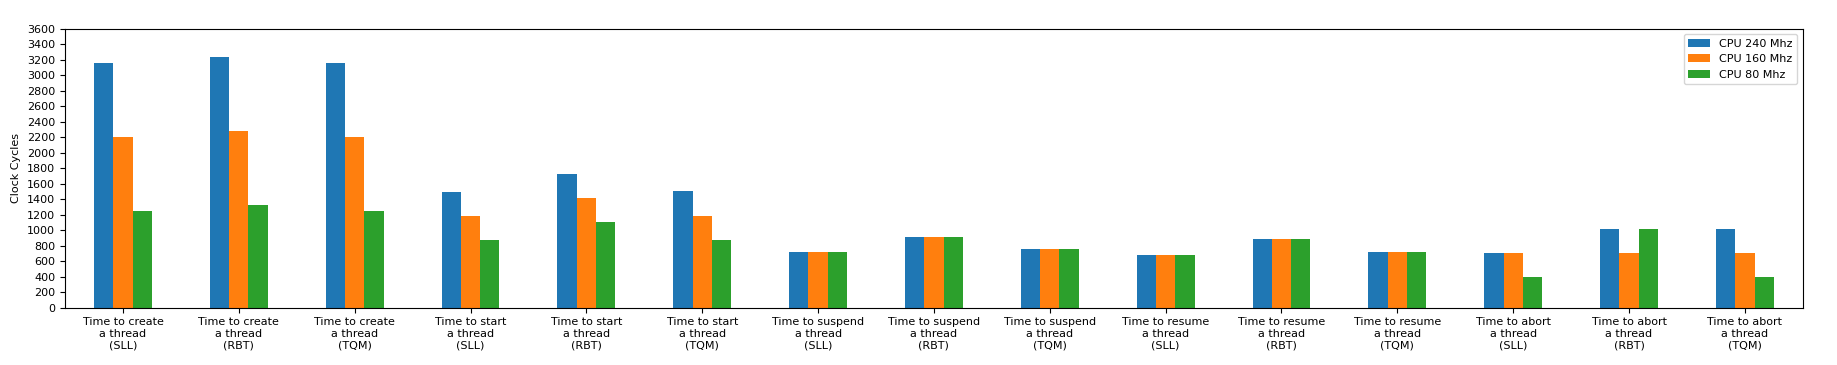 3600
3400
3200
3000
2800
2600
2400
2200
2000
1800
1600
1400
1200
1000
800
600
400
200
0
Clock Cycles
CPU 240 Mhz
CPU 160 Mhz
CPU 80 Mhz
Time to create
a thread
(SLL)
Time to create
a thread
(RBT)
Time to create
a thread
(TQM)
Time to start
a thread
(SLL)
Time to start
a thread
(RBT)
Time to start
a thread
(TQM)
Time to suspend
a thread
(SLL)
Time to suspend
a thread
(RBT)
Time to suspend
a thread
(TQM)
Time to resume
a thread
(SLL)
Time to resume
a thread
(RBT)
Time to resume
a thread
(TQM)
Time to abort
a thread
(SLL)
Time to abort
a thread
(RBT)
Time to abort
a thread
(TQM)